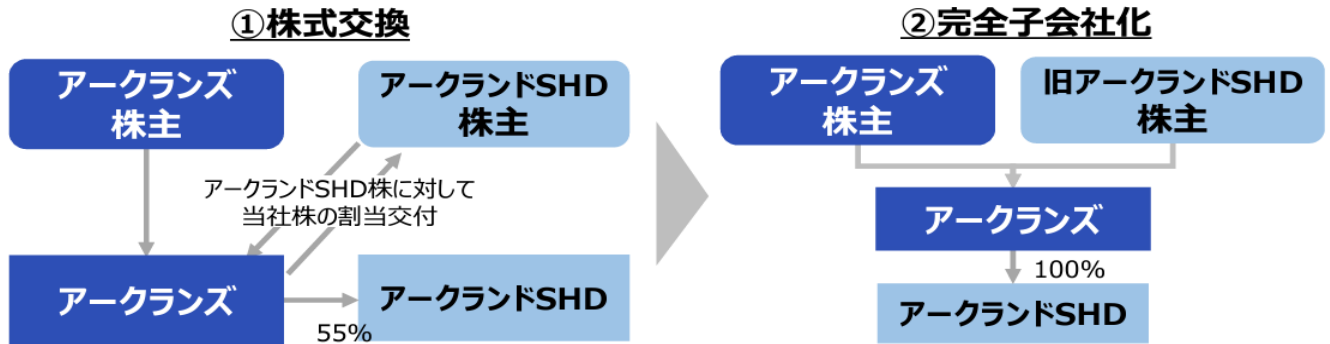 ①株式交換
アークランズ
株主
アークランドSHD
株主
アークランドSHD株に対して
当社株の割当交付
アークランズ
55%
アークランドSHD
②完全子会社化
アークランズ
株主
旧アークランドSHD
株主
アークランズ
100%
アークランドSHD